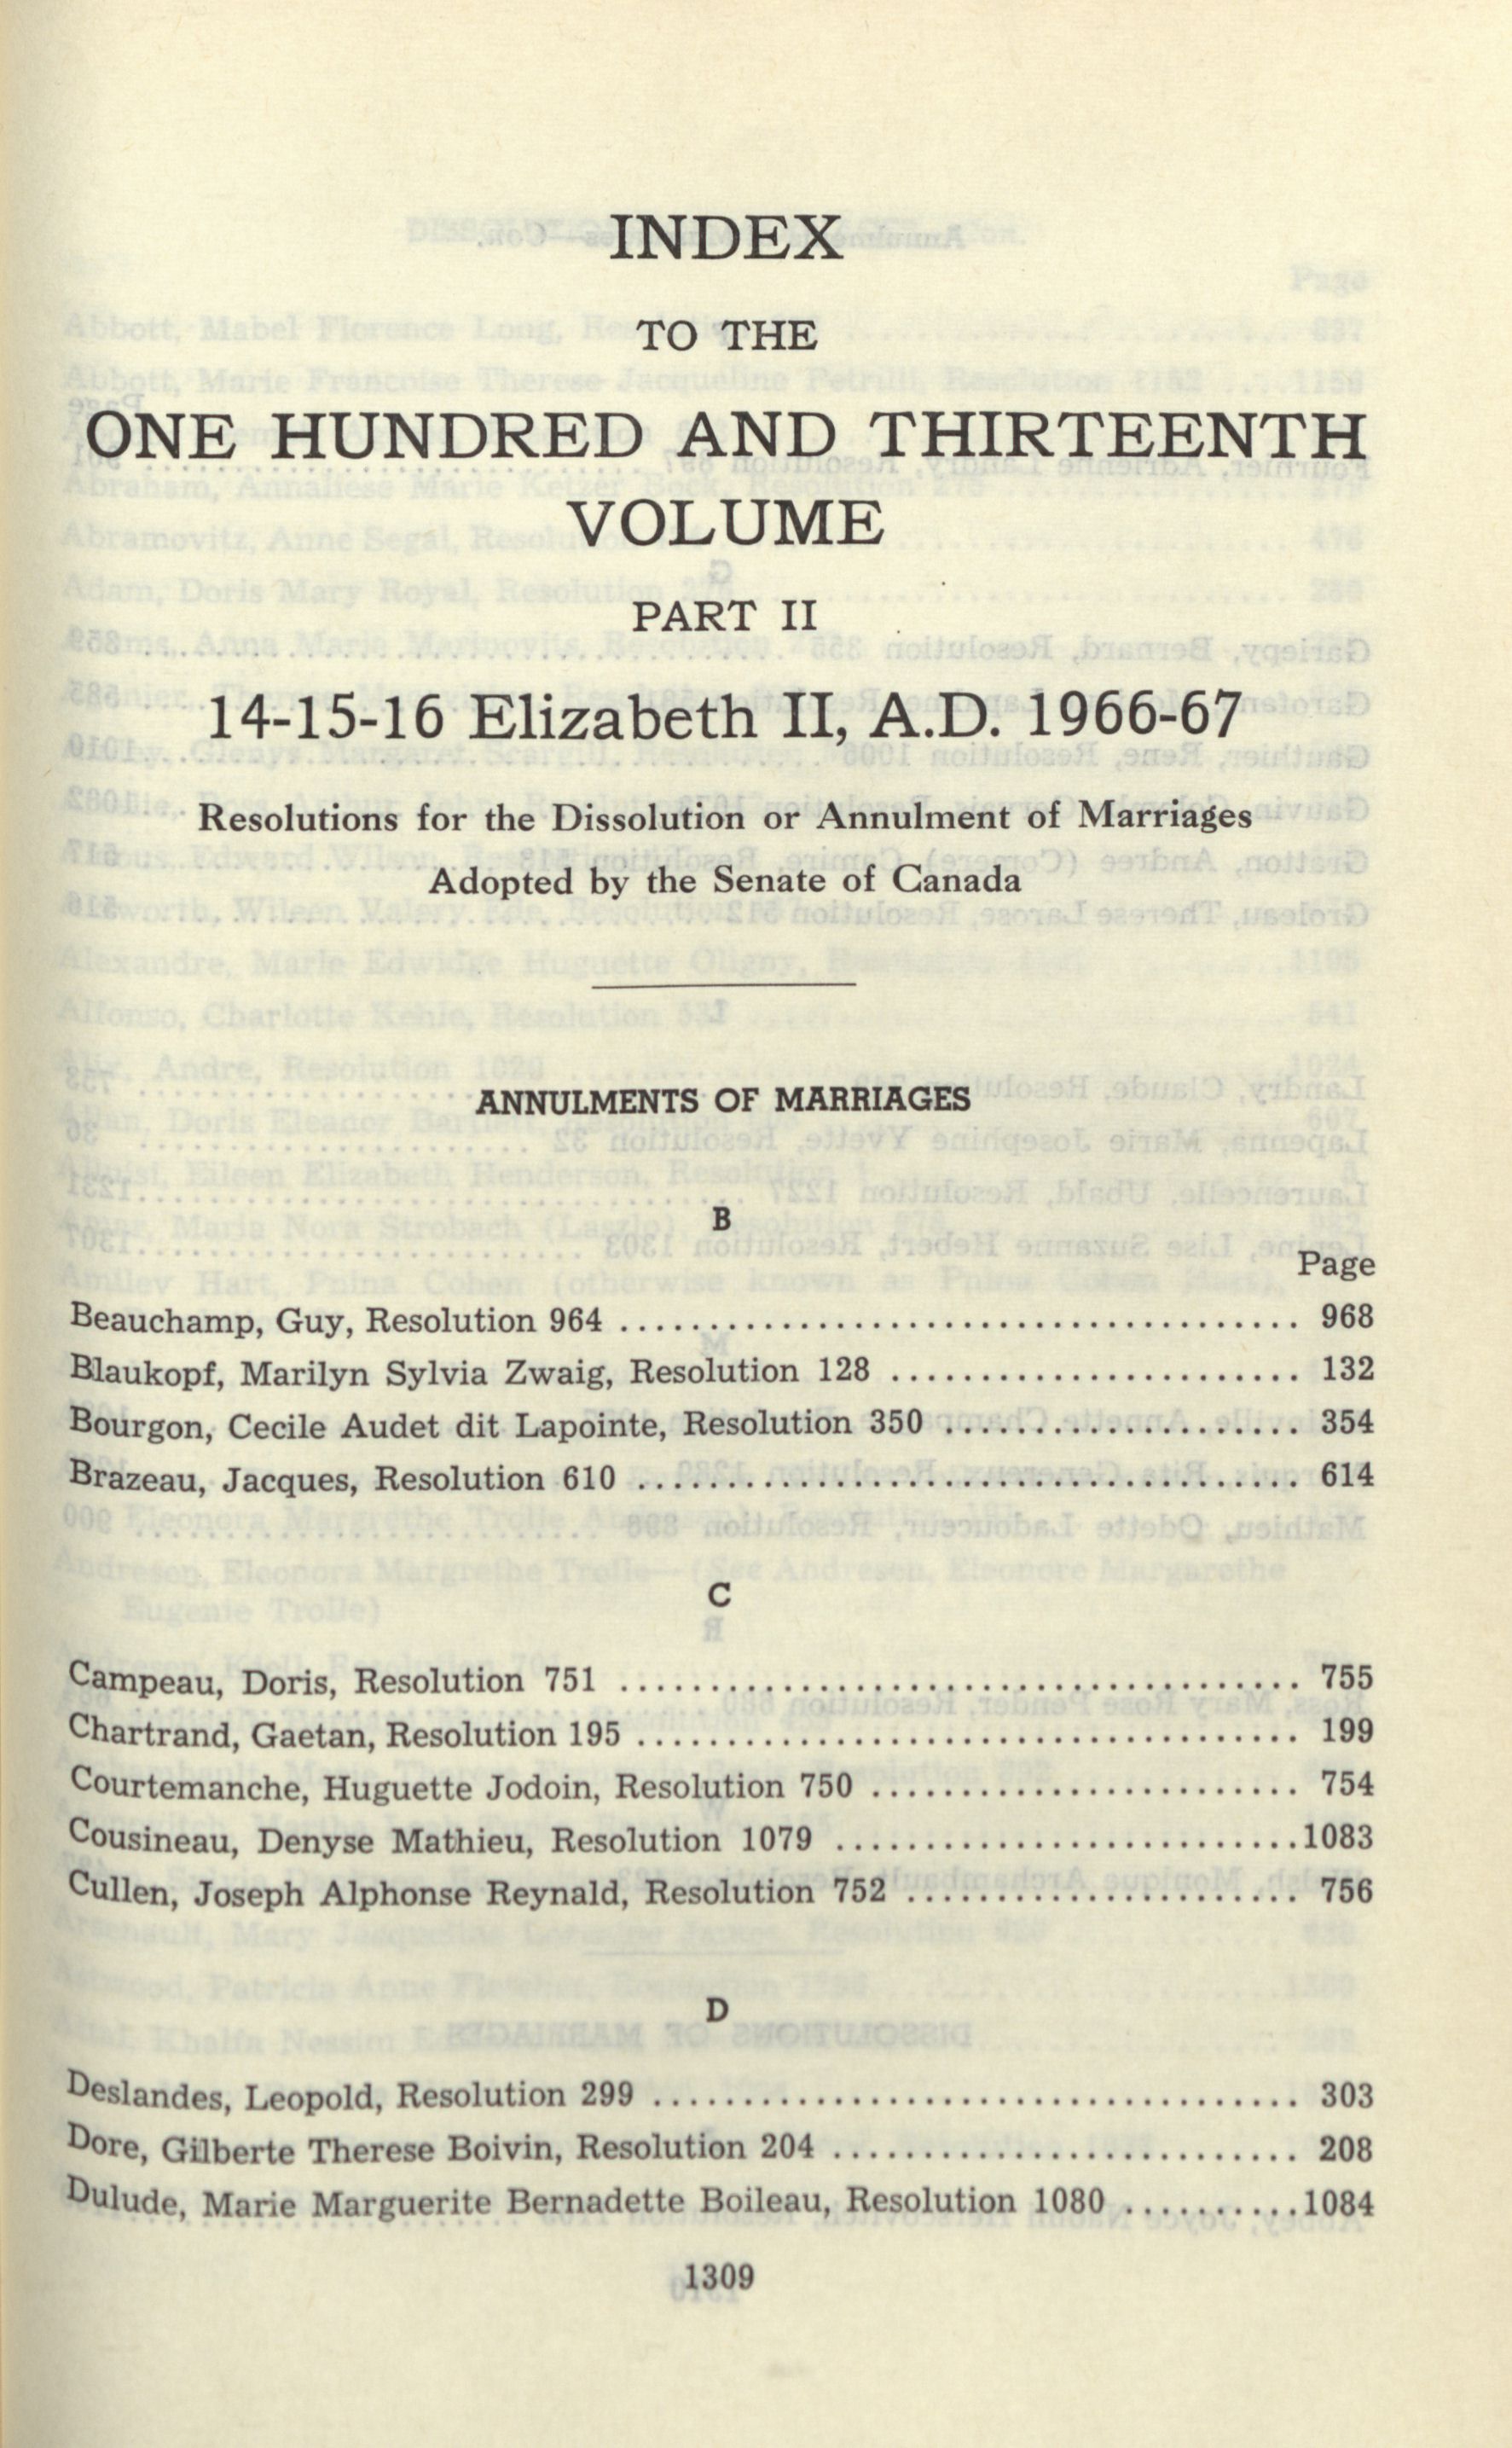 INDEX
TO THE
ONE HUNDRED AND THIRTEENTH
VOLUME
PART II
14-15-16 Elizabeth II, A.D. 1966-67
Resolutions for the Dissolution or Annulment of Marriages
Adopted by the Senate of Canada
ANNULMENTS OF MARRIAGES
B
Page
Beauchamp, Guy, Resolution 964 ...................................... 968
Blaukopf, Marilyn Sylvia Zwaig, Resolution 128 ....................... 132
Bourgon, Cecile Audet dit Lapointe, Resolution 350 .................... 354
Brazeau, Jacques, Resolution 610 ..................................... 614
C
Campeau, Doris, Resolution 751 ...................................... 755
Chartrand, Gaetan, Resolution 195 ..................................... 199
Courtemanche, Huguette Jodoin, Resolution 750 ........................ 754
Cousineau, Denyse Mathieu, Resolution 1079 ..........................1083
Cullen, Joseph Alphonse Reynald, Resolution 752 ...................... 756
D
Deslandes, Leopold, Resolution 299 .................................... 303
Dore, Gilberte Therese Boivin, Resolution 204 .......................... 208
Dulude, Marie Marguerite Bernadette Boileau, Resolution 1080 ..........1084
1309